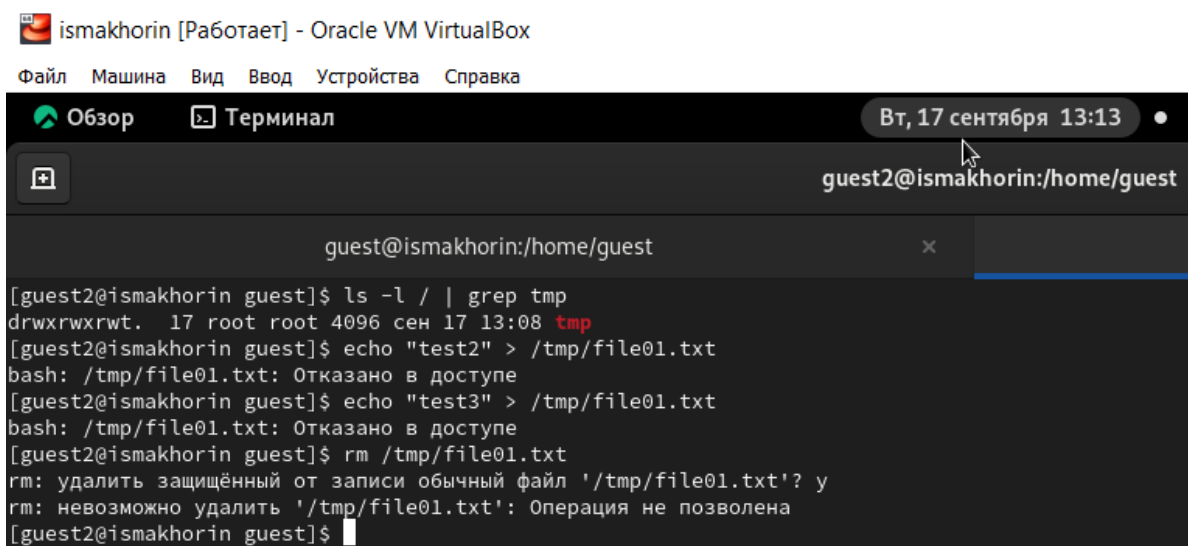 ismakhorin [Работает] - Oracle VM VirtualBox
Файл Машина Вид Ввод Устройства Справка
Обзор Терминал Вт, 17 сентября 13:13
guest2@ismakhorin:/home/guest
guest@ismakhorin:/home/guest
[guest2@ismakhorin guest]$ ls -l / | grep tmp
drwxrwxrwt.  17 root root 4096 сен 17 13:08 tmp
[guest2@ismakhorin guest]$ echo "test2" > /tmp/file01.txt
bash: /tmp/file01.txt: Отказано в доступе
[guest2@ismakhorin guest]$ echo "test3" > /tmp/file01.txt
bash: /tmp/file01.txt: Отказано в доступе
[guest2@ismakhorin guest]$ rm /tmp/file01.txt
rm: удалить защищённый от записи обычный файл '/tmp/file01.txt'? y
rm: невозможно удалить '/tmp/file01.txt': Операция не позволена
[guest2@ismakhorin guest]$